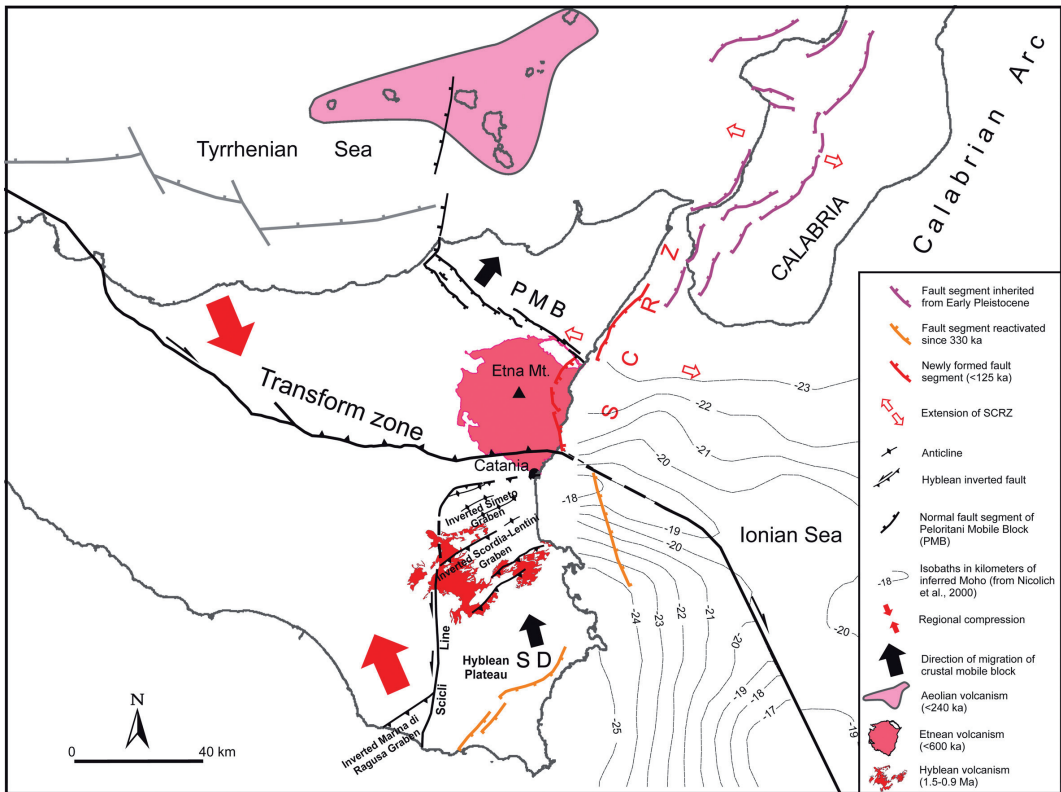 Tyrrhenian Sea
Calabrian Arc
CALABRIA
PMB
S C R Z
Etna Mt.
Transform zone
Catania
Inverted Simeto
Graben
Inverted Scordia-Lentini
Graben
Ionian Sea
Scicli Line
Hyblean
Plateau
S D
Inverted Marina di
Ragusa Graben
N
0 40 km
-23
-22
-21
-20
-18
-19
-20
-21
-22
-23
-24
-25
-20
-19
-18
-17
-20
-19
Fault segment inherited
from Early Pleistocene
Fault segment reactivated
since 330 ka
Newly formed fault
segment (<125 ka)
Extension of SCRZ
Anticline
Hyblean inverted fault
Normal fault segment of
Peloritani Mobile Block
(PMB)
-18 Isobaths in kilometers of
inferred Moho (from Nicolich
et al., 2000)
Regional compression
Direction of migration of
crustal mobile block
Aeolian volcanism
(<240 ka)
Etnean volcanism
(<600 ka)
Hyblean volcanism
(1.5-0.9 Ma)